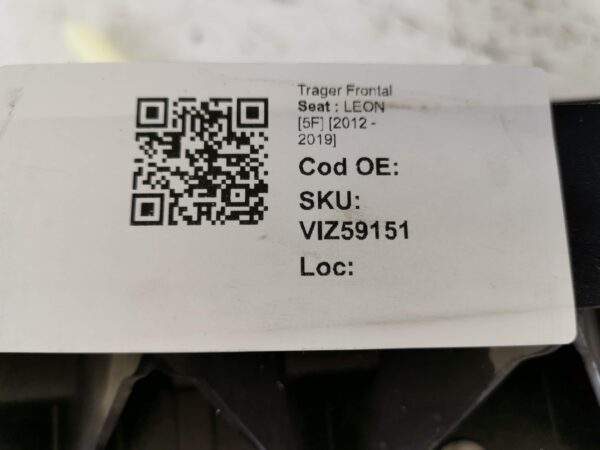 Trager Frontal
Seat : LEON
[5F] [2012 -
2019]
Cod OE:
SKU:
VIZ59151
Loc: